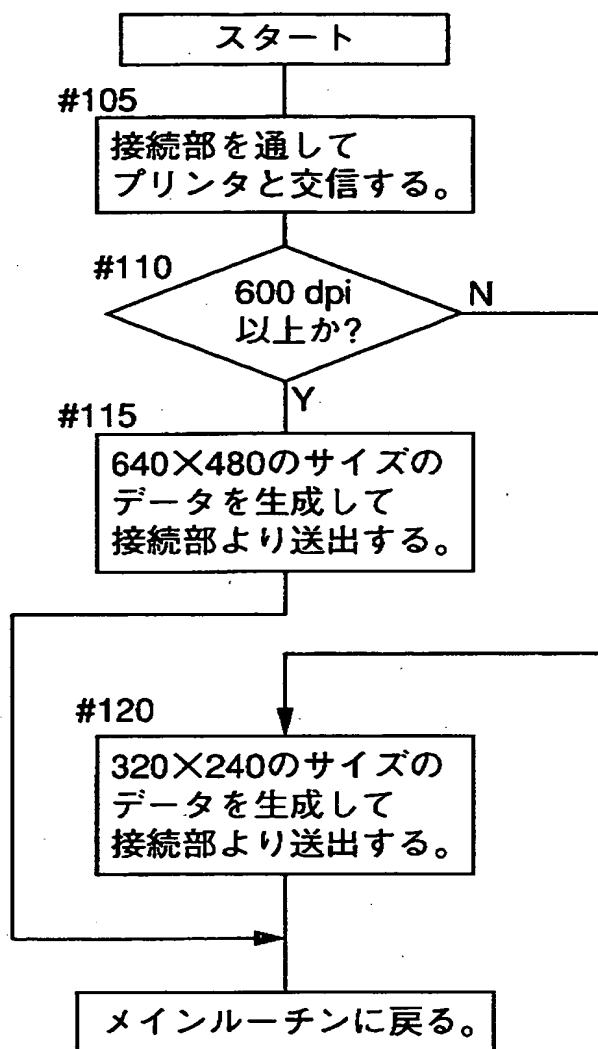 スタート
#105
接続部を通して
プリンタと交信する。
#110
600 dpi
以上か?
N
Y
#115
640×480のサイズの
データを生成して
接続部より送出する。
#120
320×240のサイズの
データを生成して
接続部より送出する。
メインルーチンに戻る。